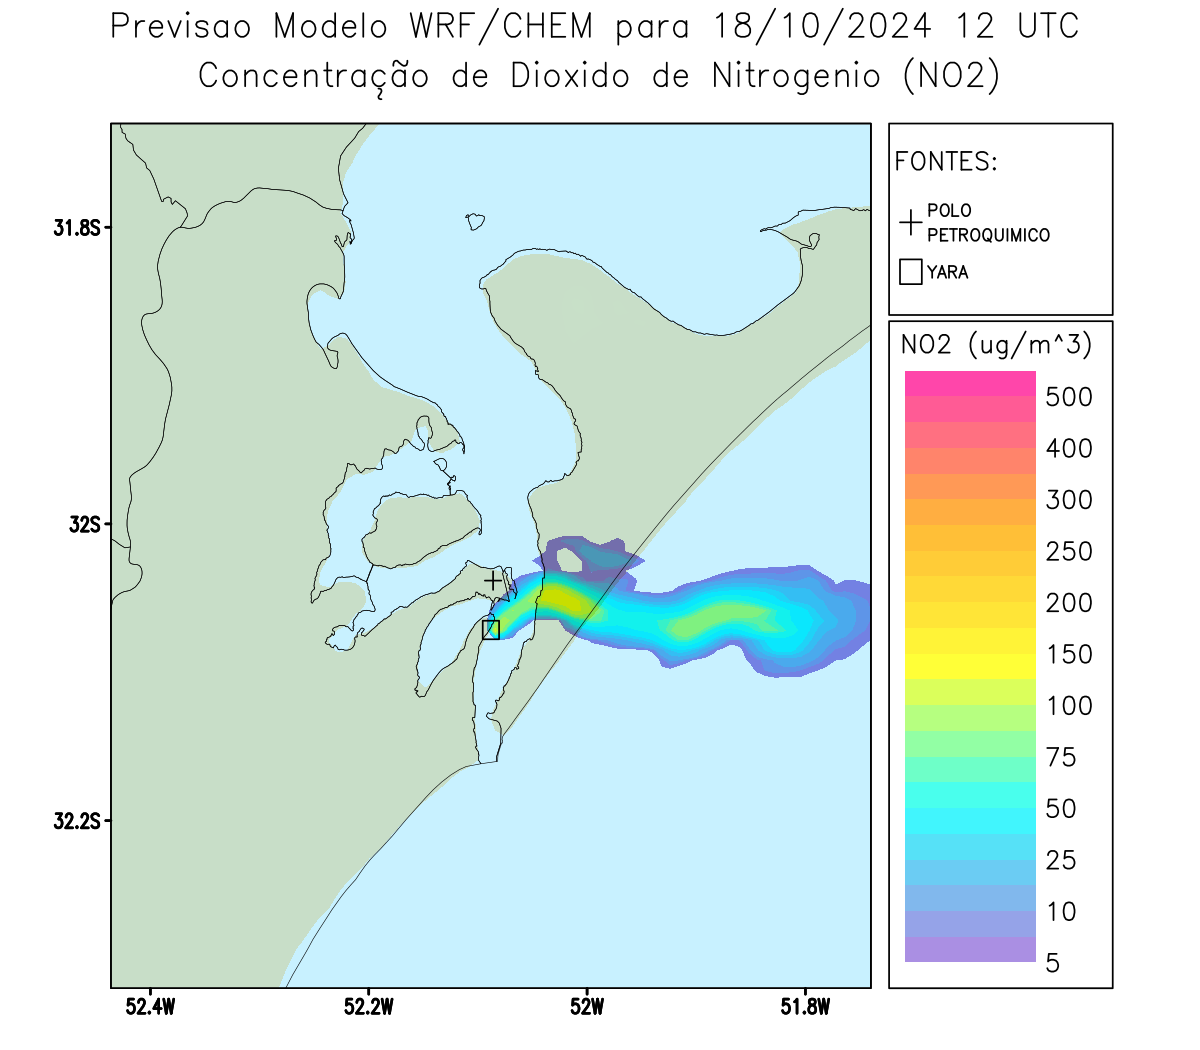 Previsao Modelo WRF/CHEM para 18/10/2024 12 UTC
Concentração de Dioxido de Nitrogenio (NO2)
FONTES:
POLO
PETROQUIMICO
YARA
NO2 (ug/m^3)
500
400
300
250
200
150
100
75
50
25
10
5
31.8S
32S
32.2S
52.4W
52.2W
52W
51.8W